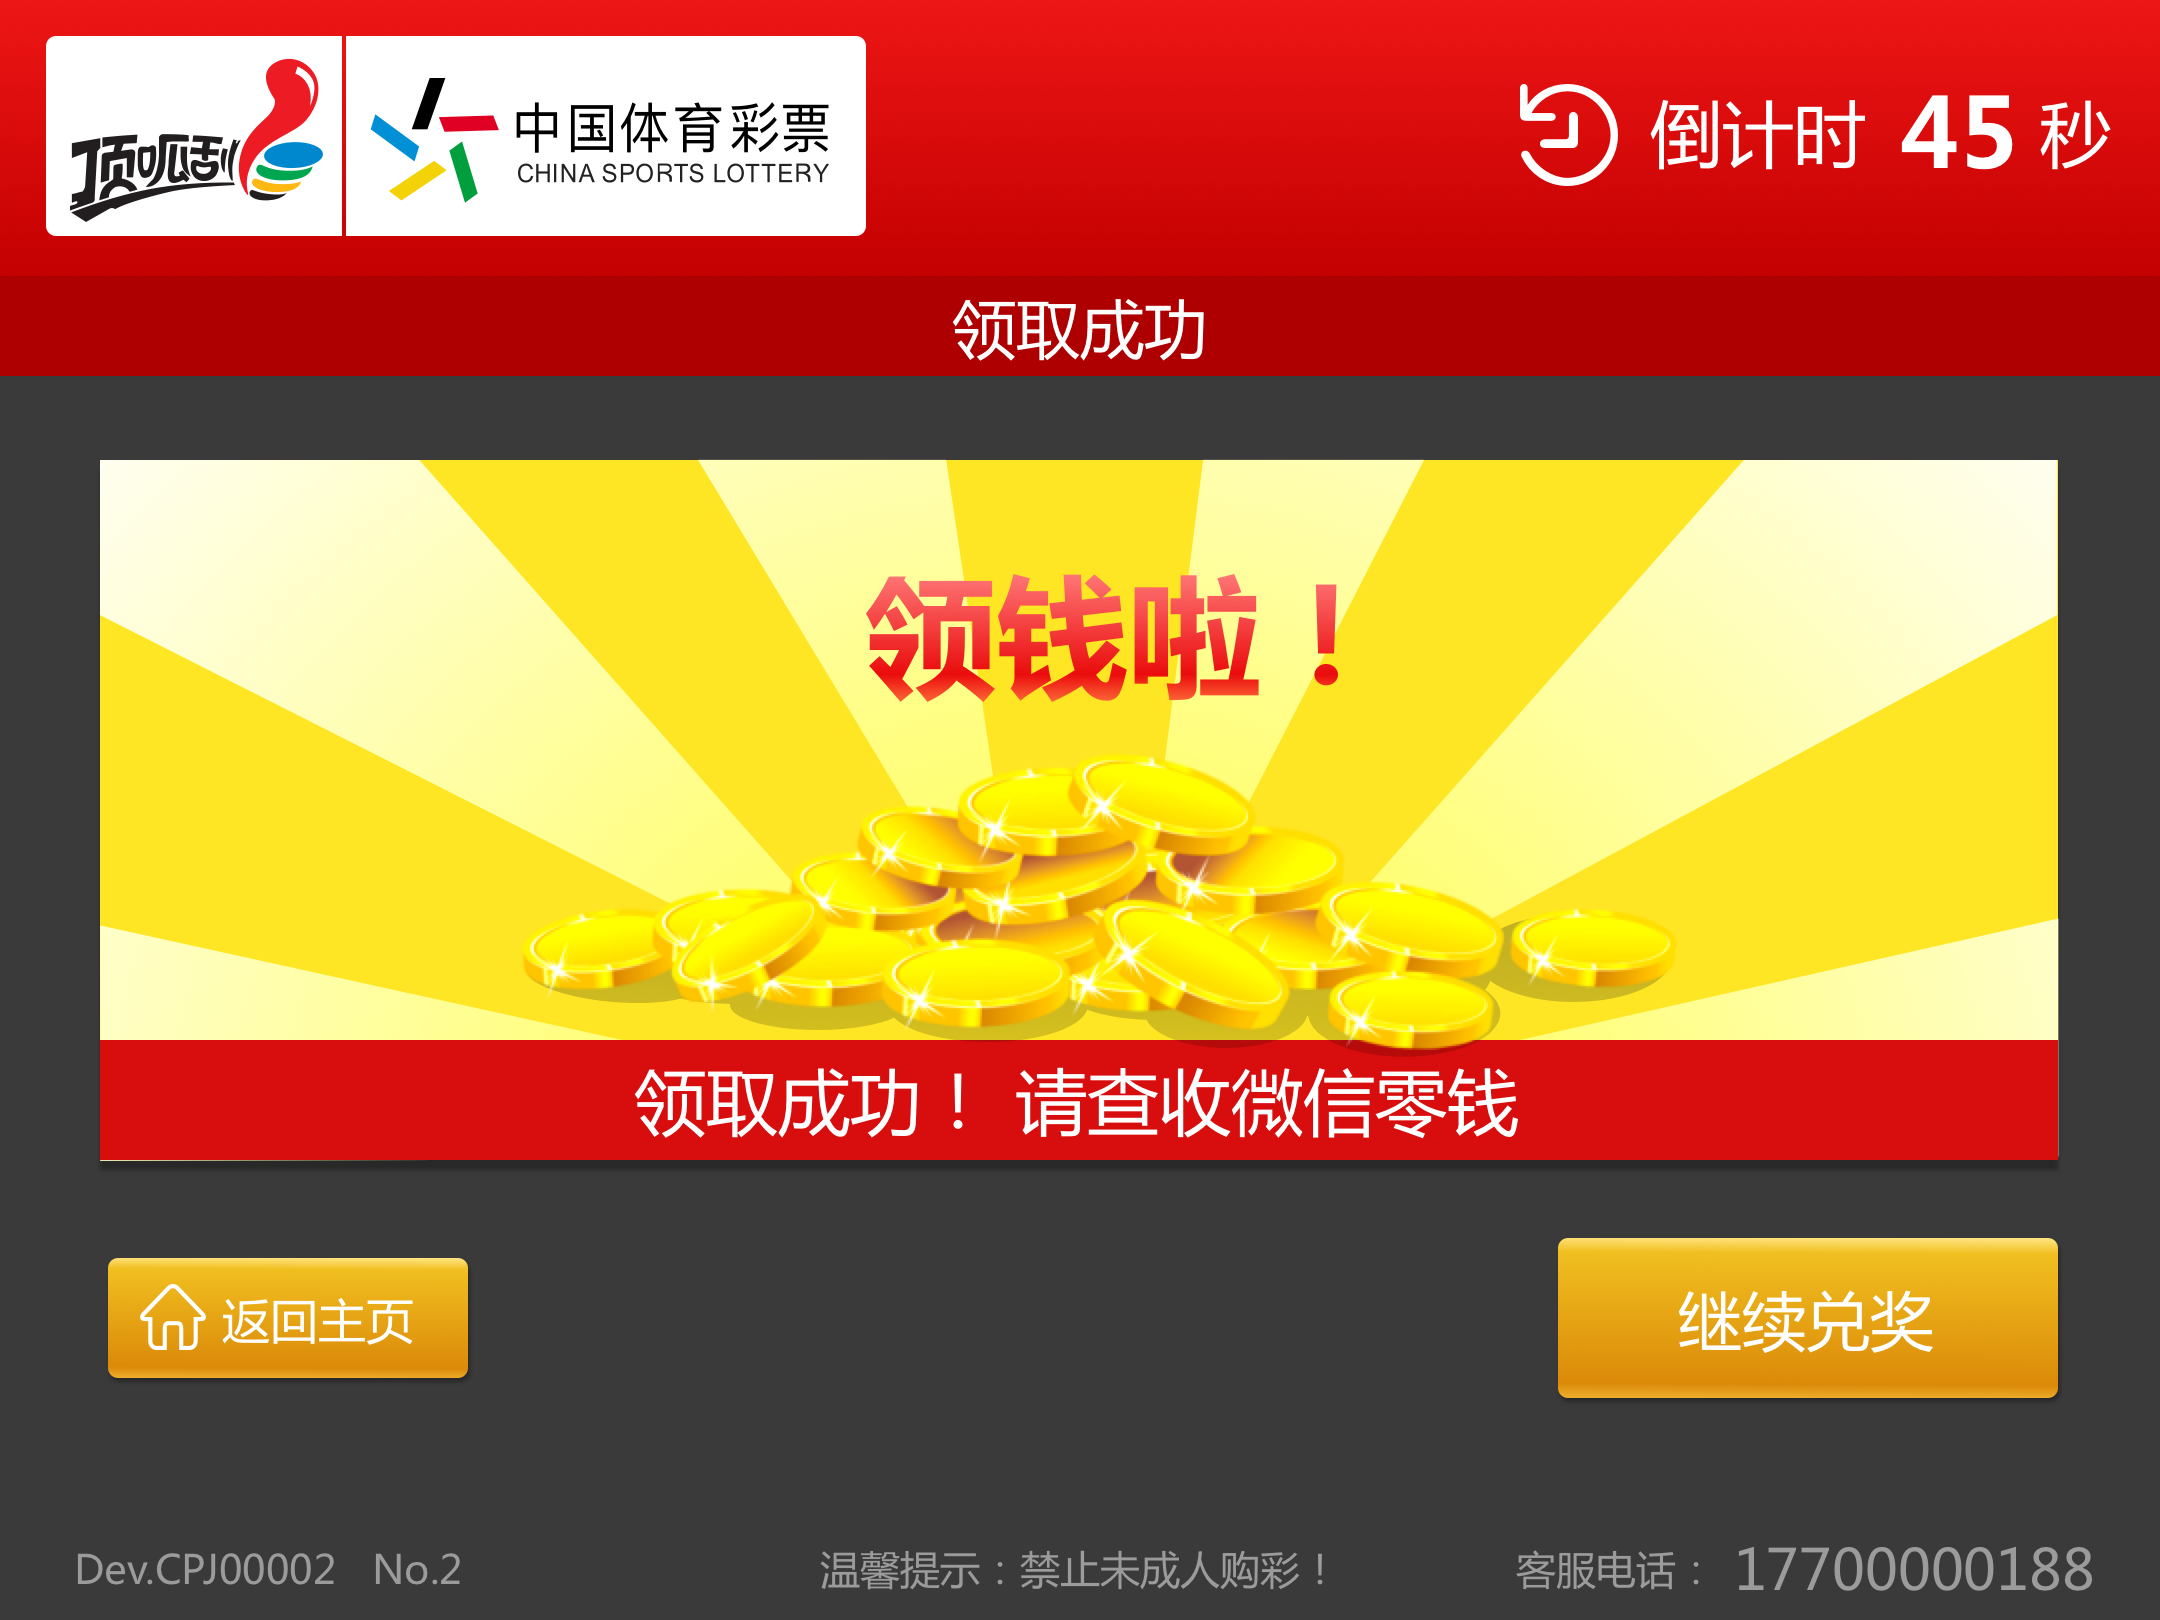 顶呱刮
中国体育彩票
CHINA SPORTS LOTTERY
倒计时 45 秒
领取成功
领钱啦！
领取成功！ 请查收微信零钱
返回主页
继续兑奖
Dev.CPJ00002 No.2
温馨提示：禁止未成人购彩！
客服电话： 17700000188